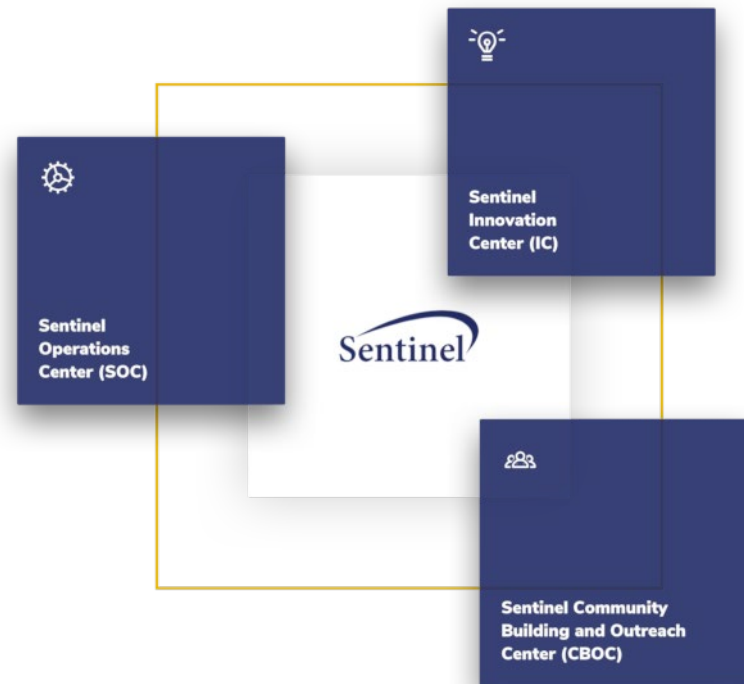 Sentinel
Innovation
Center (IC)
Sentinel
Operations
Center (SOC)
Sentinel
Sentinel Community
Building and Outreach
Center (CBOC)